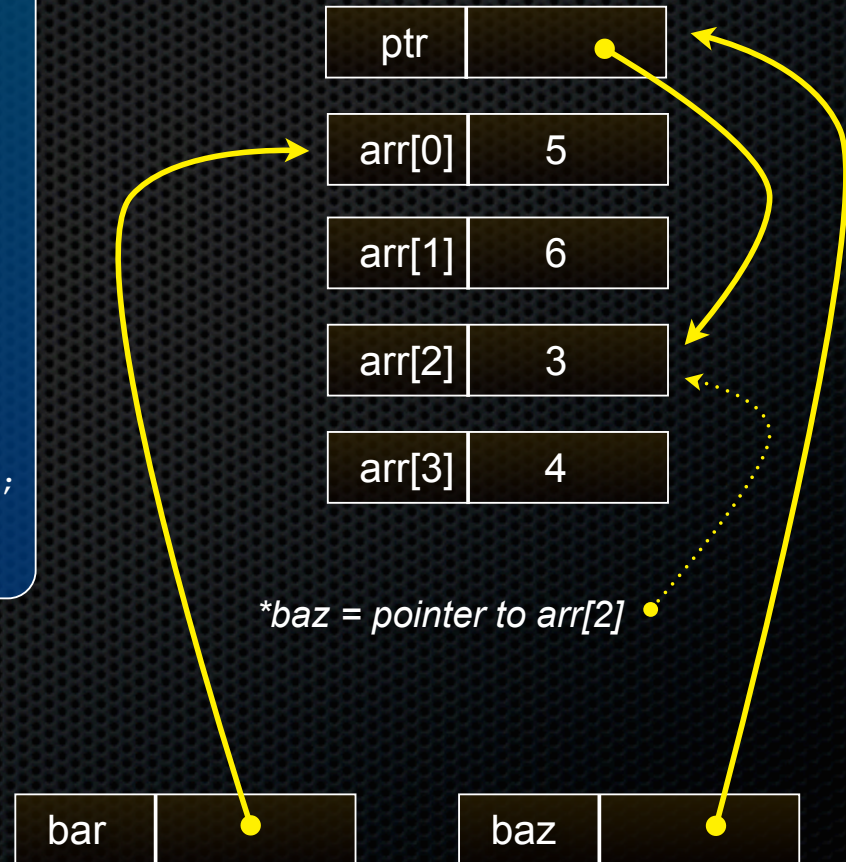 ptr
arr[0] 5
arr[1] 6
arr[2] 3
arr[3] 4
;
*baz = pointer to arr[2]
bar
baz